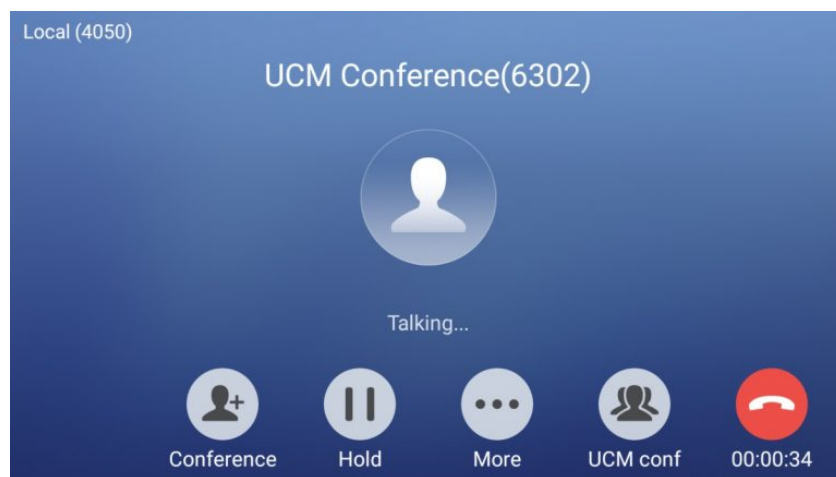 Local (4050)
UCM Conference(6302)
Talking...
Conference
Hold
More
UCM conf
00:00:34